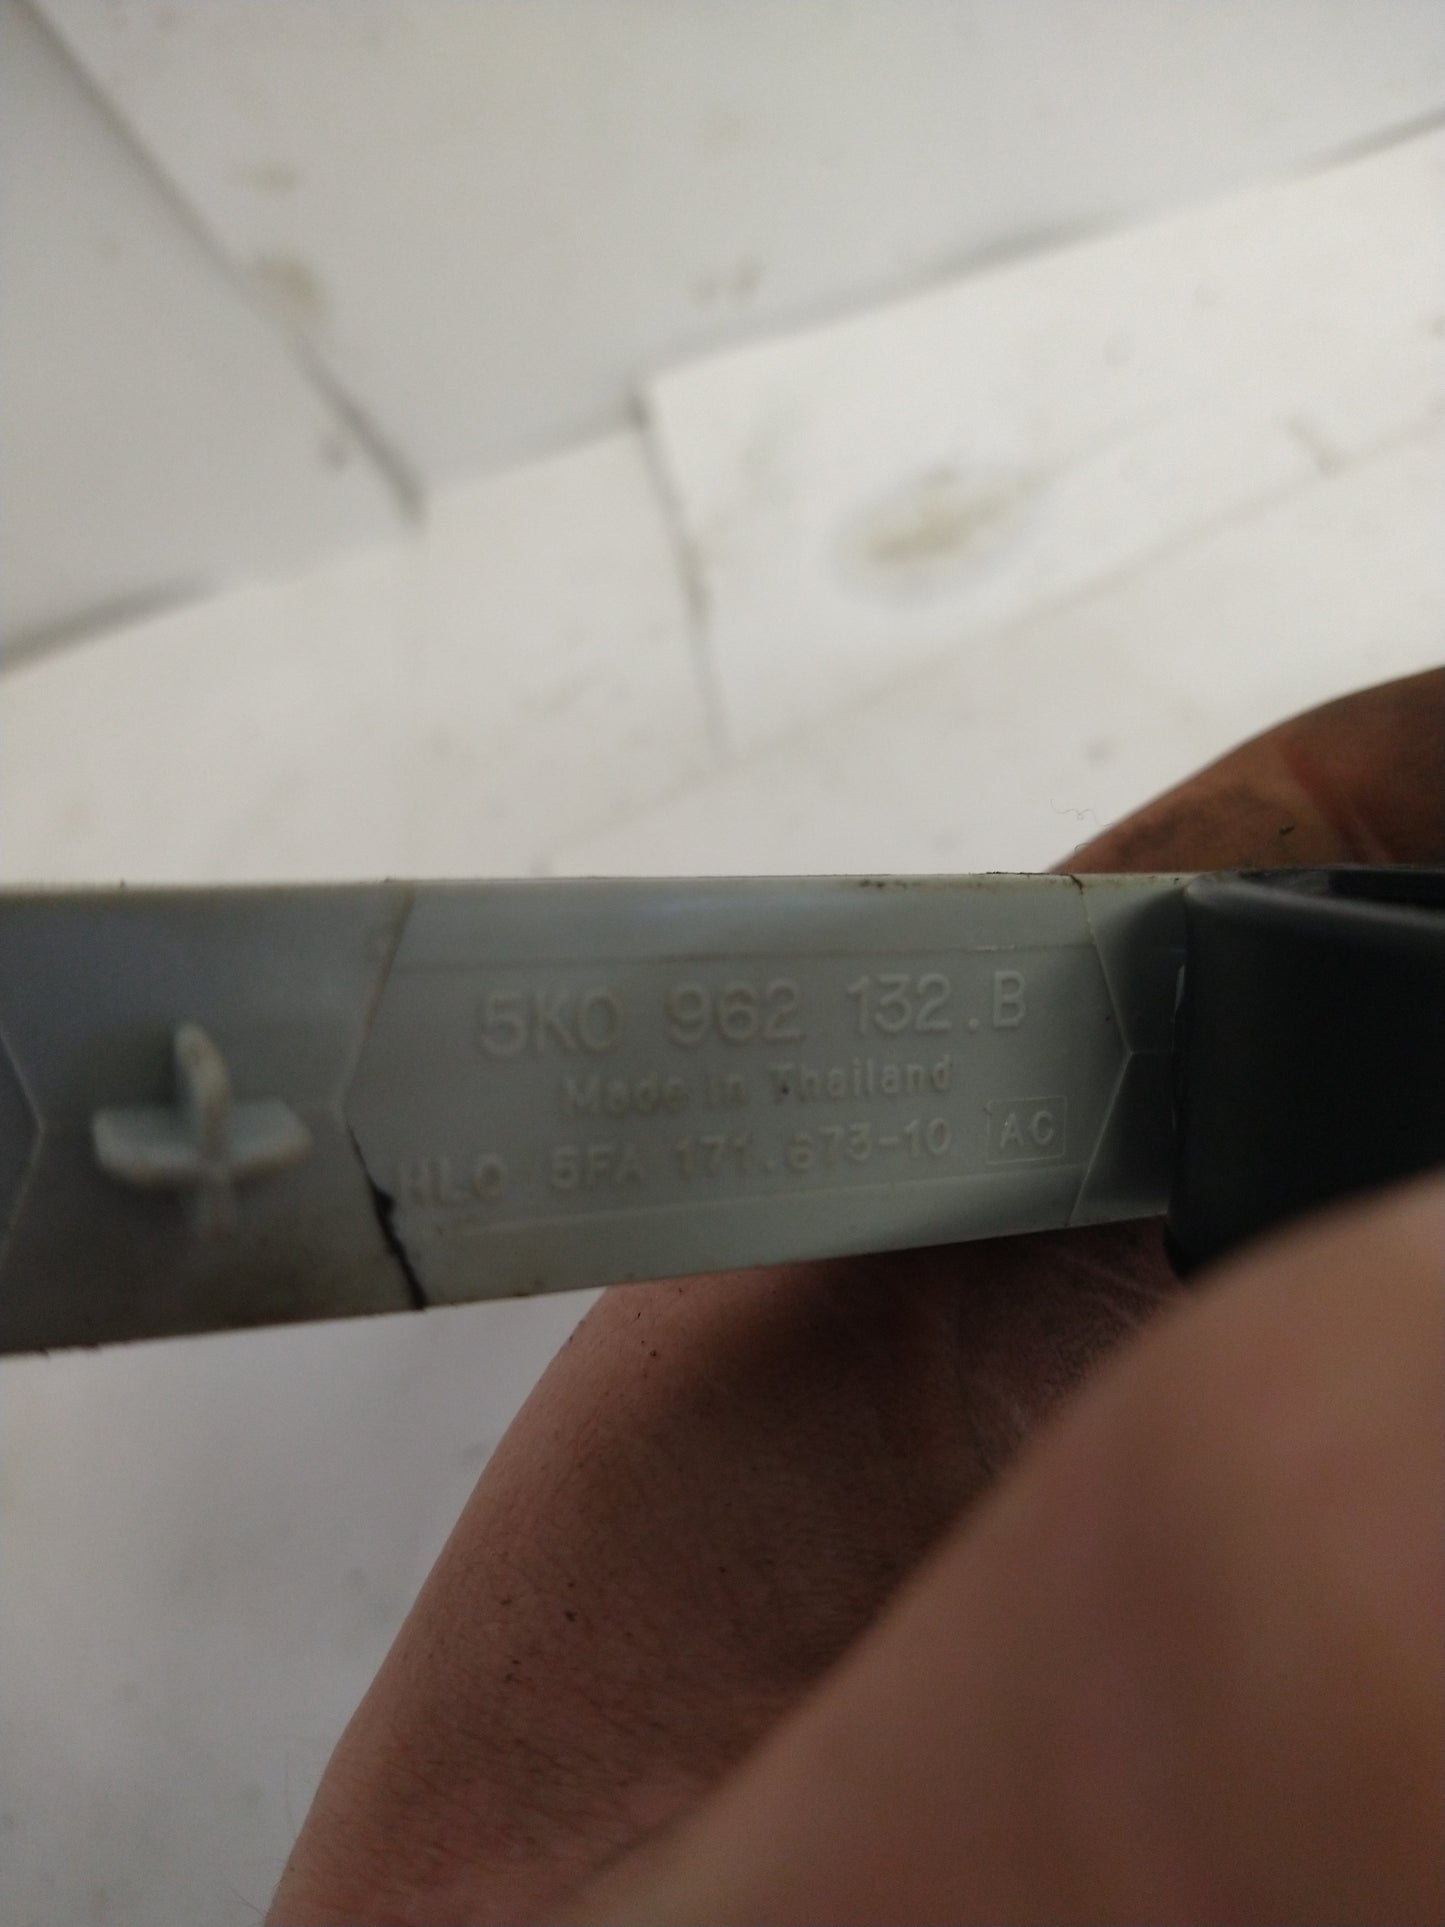 5K0 962 132.B
Made in Thailand
HLO 5FA 171.673-10 AC